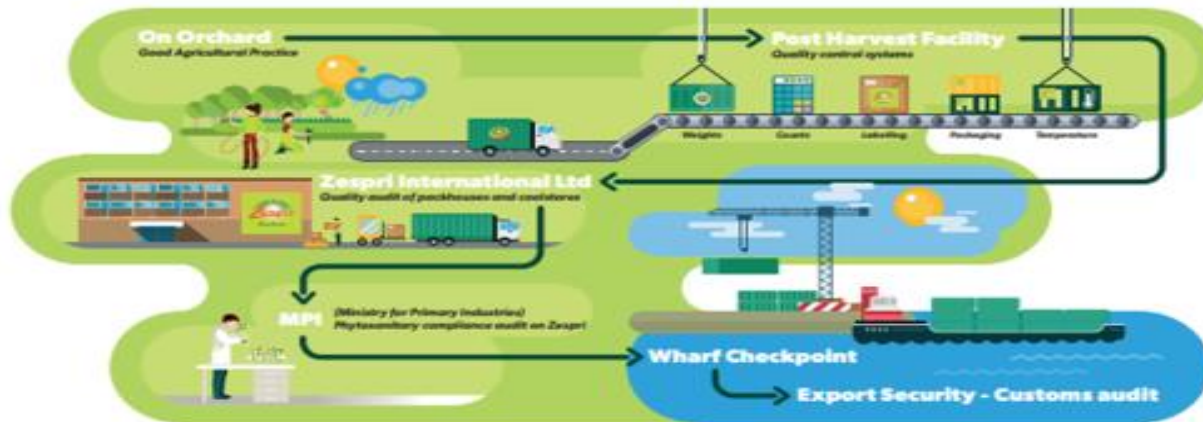 On Orchard
Good Agricultural Practice
Post Harvest Facility
Quality control systems
Weights
Counts
Labelling
Packaging
Temperature
Zespri International Ltd
Quality audit of packhouses and coolstores
Zespri
MPI
(Ministry for Primary Industries)
Phytosanitary compliance audit on Zespri
Wharf Checkpoint
Export Security - Customs audit